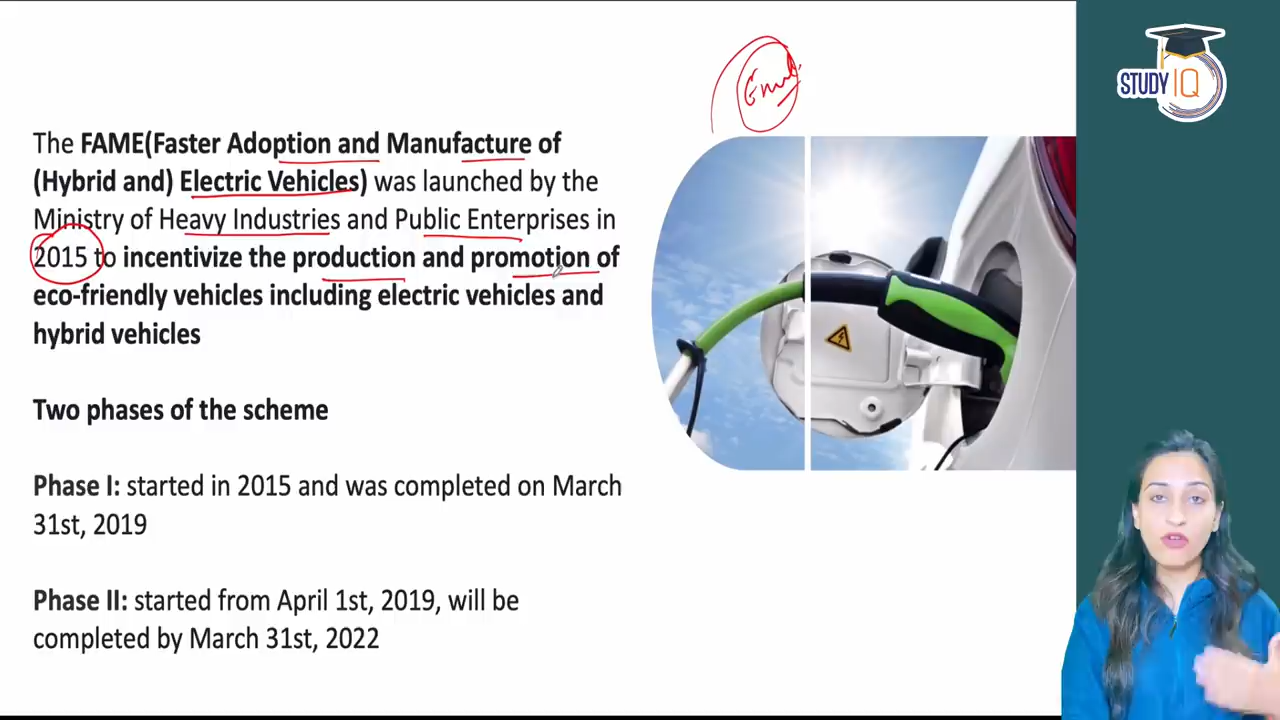 STUDY IQ
The FAME(Faster Adoption and Manufacture of
(Hybrid and) Electric Vehicles) was launched by the
Ministry of Heavy Industries and Public Enterprises in
2015 to incentivize the production and promotion of
eco-friendly vehicles including electric vehicles and
hybrid vehicles
Two phases of the scheme
Phase I: started in 2015 and was completed on March
31st, 2019
Phase II: started from April 1st, 2019, will be
completed by March 31st, 2022